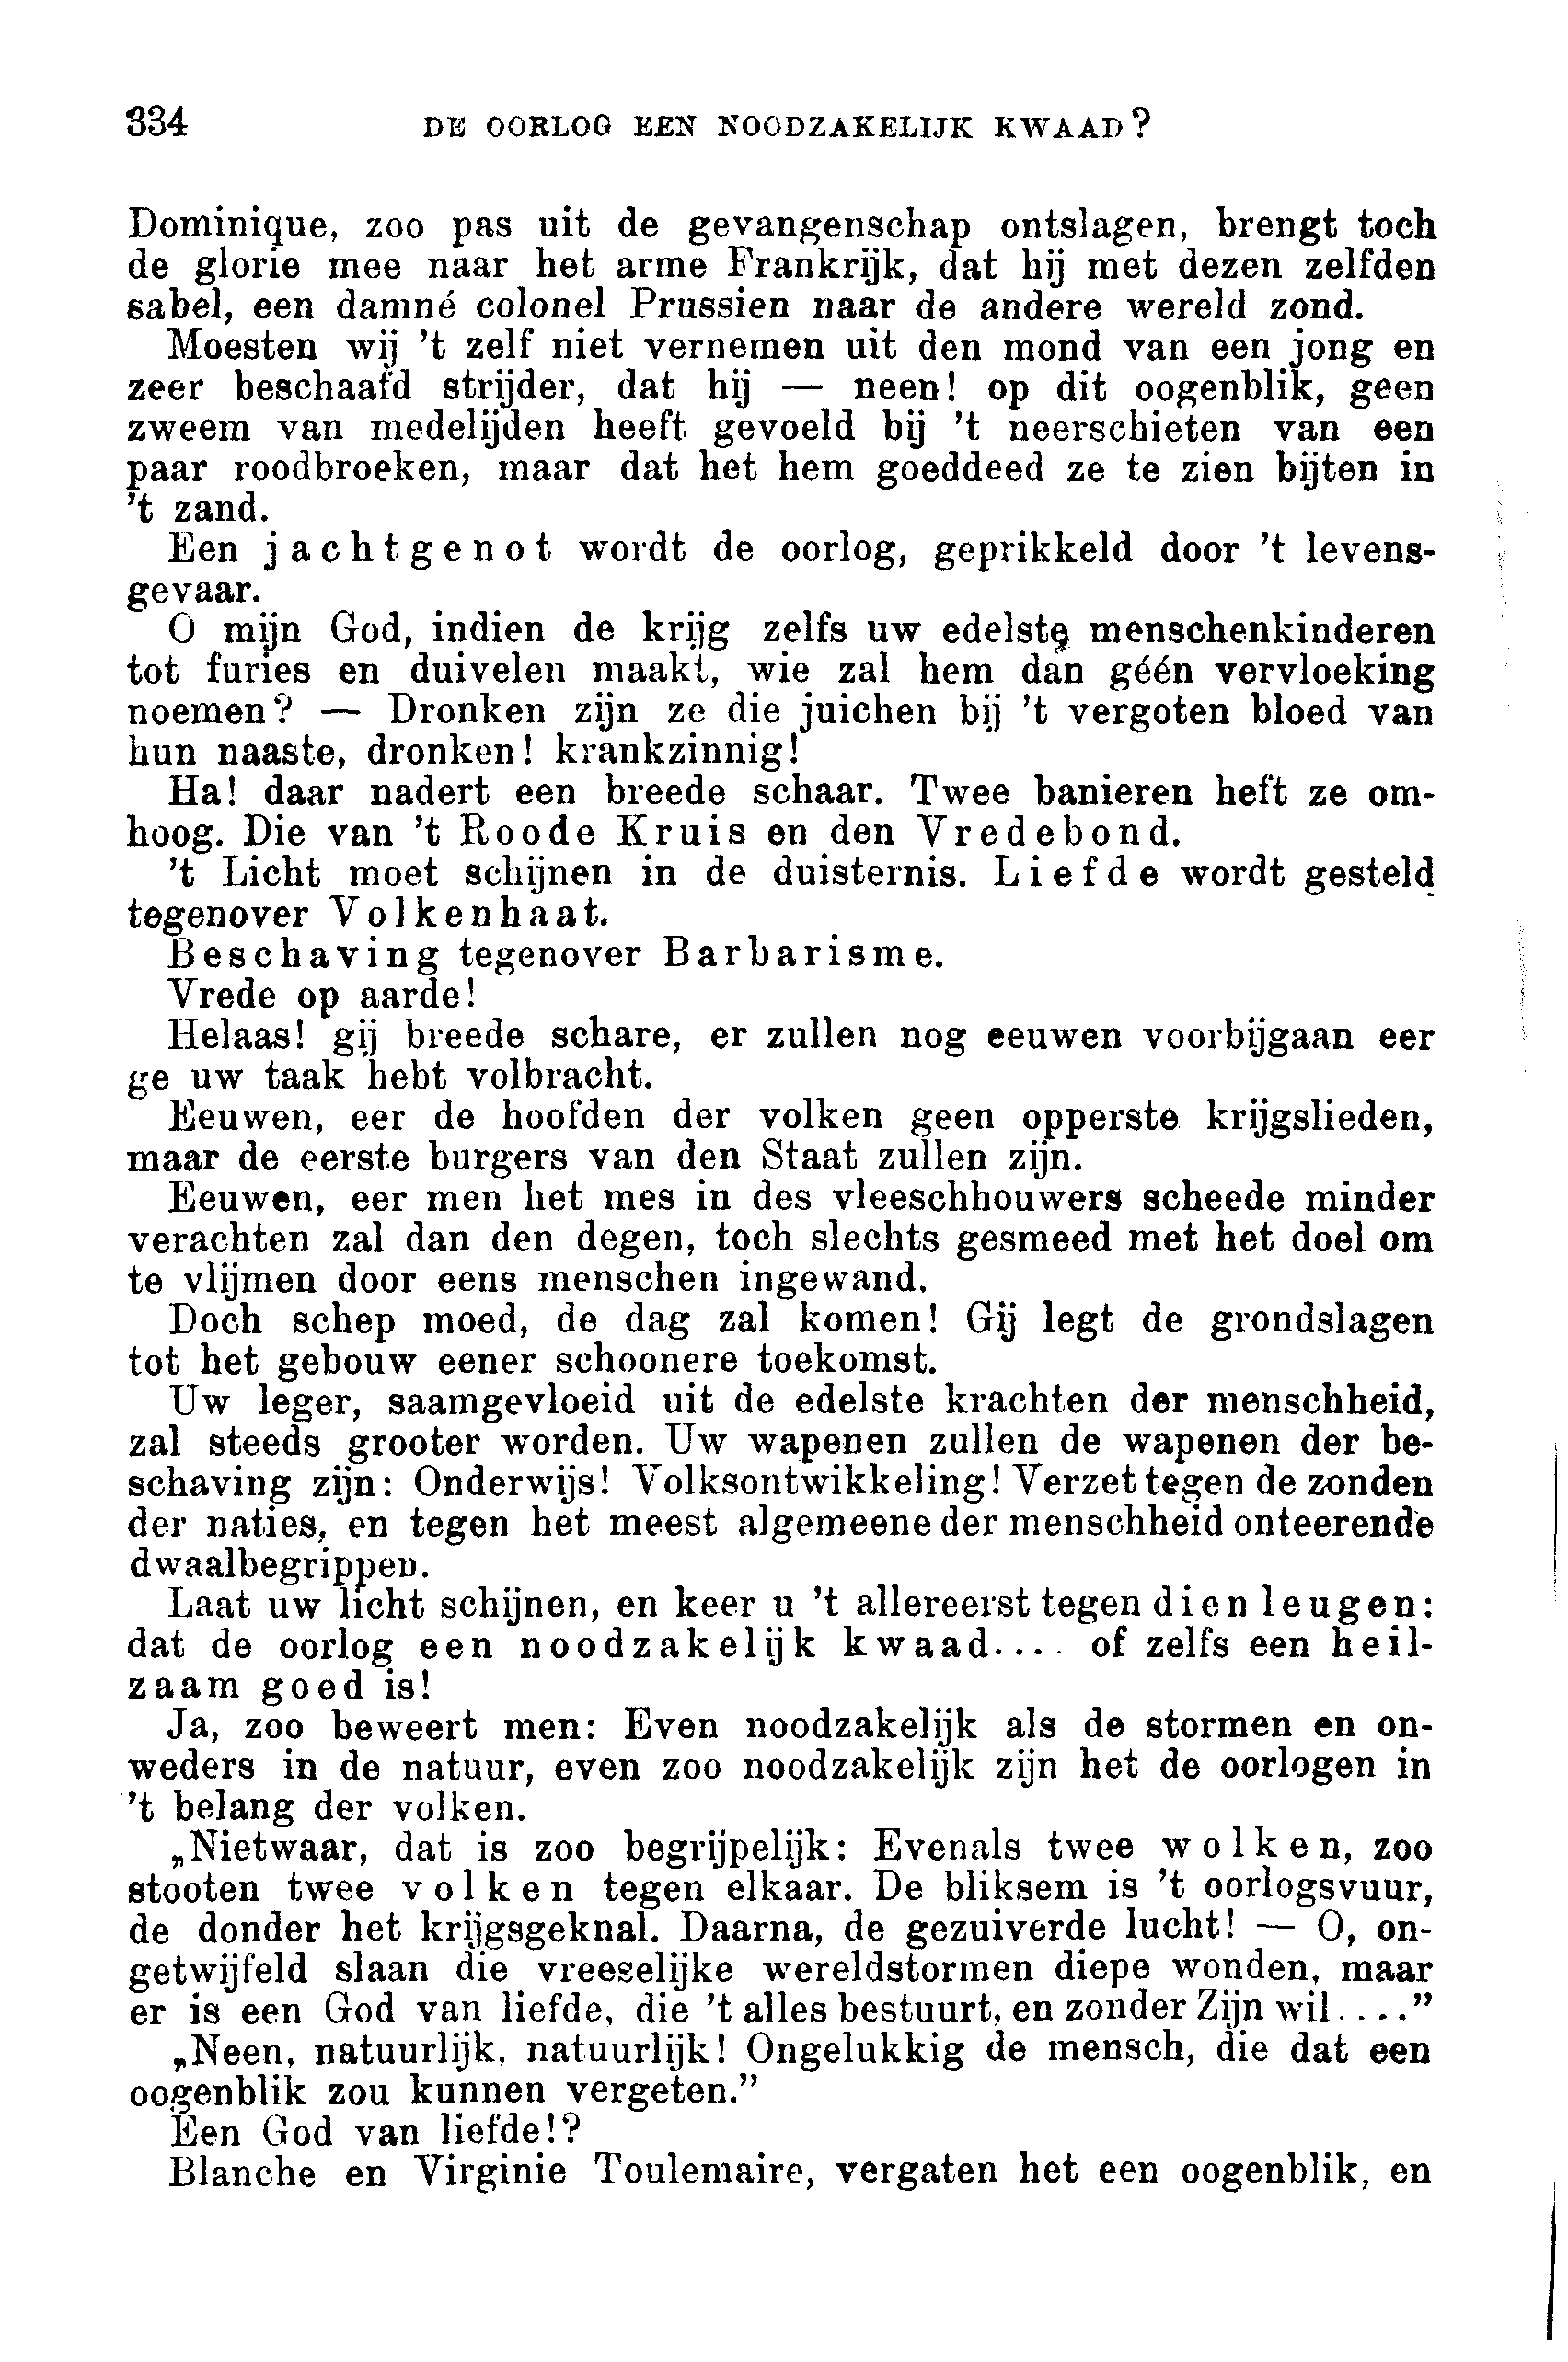 334 DE OORLOG EEN NOODZAKELIJK KWAAD?
Dominique, zoo pas uit de gevangenschap ontslagen, brengt toch
de glorie mee naar het arme Frankrijk, dat hij met dezen zelfden
sabel, een damné colonel Prussien naar de andere wereld zond.
Moesten wij 't zelf niet vernemen uit den mond van een jong en
zeer beschaafd strijder, dat hij — neen! op dit oogenblik, geen
zweem van medelijden heeft gevoeld bij 't neerschieten van een
paar roodbroeken, maar dat het hem goeddeed ze te zien bijten in
't zand.
Een jachtgenot wordt de oorlog, geprikkeld door 't levens-
gevaar.
O mijn God, indien de krijg zelfs uw edelste menschenkinderen
tot furies en duivelen maakt, wie zal hem dan géén vervloeking
noemen? — Dronken zijn ze die juichen bij 't vergoten bloed van
hun naaste, dronken! krankzinnig!
Ha! daar nadert een breede schaar. Twee banieren heft ze om-
hoog. Die van 't Roode Kruis en den Vredebond.
't Licht moet schijnen in de duisternis. Liefde wordt gesteld
tegenover Volkenhaat.
Beschaving tegenover Barbarisme.
Vrede op aarde!
Helaas! gij breede schare, er zullen nog eeuwen voorbijgaan eer
ge uw taak hebt volbracht.
Eeuwen, eer de hoofden der volken geen opperste krijgslieden,
maar de eerste burgers van den Staat zullen zijn.
Eeuwen, eer men het mes in des vleeschhouwers scheede minder
verachten zal dan den degen, toch slechts gesmeed met het doel om
te vlijmen door eens menschen ingewand.
Doch schep moed, de dag zal komen! Gij legt de grondslagen
tot het gebouw eener schoonere toekomst.
Uw leger, saamgevloeid uit de edelste krachten der menschheid,
zal steeds grooter worden. Uw wapenen zullen de wapenen der be-
schaving zijn: Onderwijs! Volksontwikkeling! Verzet tegen de zonden
der naties, en tegen het meest algemeene der menschheid onteerende
dwaalbegrippen.
Laat uw licht schijnen, en keer u 't allereerst tegen dien leugen:
dat de oorlog een noodzakelijk kwaad.... of zelfs een heil-
zaam goed is!
Ja, zoo beweert men: Even noodzakelijk als de stormen en on-
weders in de natuur, even zoo noodzakelijk zijn het de oorlogen in
't belang der volken.
„Nietwaar, dat is zoo begrijpelijk: Evenals twee wolken, zoo
stooten twee volken tegen elkaar. De bliksem is 't oorlogsvuur,
de donder het krijgsgeknal. Daarna, de gezuiverde lucht! — O, on-
getwijfeld slaan die vreeselijke wereldstormen diepe wonden, maar
er is een God van liefde, die 't alles bestuurt, en zonder Zijn wil...."
„Neen, natuurlijk, natuurlijk! Ongelukkig de mensch, die dat een
oogenblik zou kunnen vergeten."
Een God van liefde!?
Blanche en Virginie Toulemaire, vergaten het een oogenblik, en